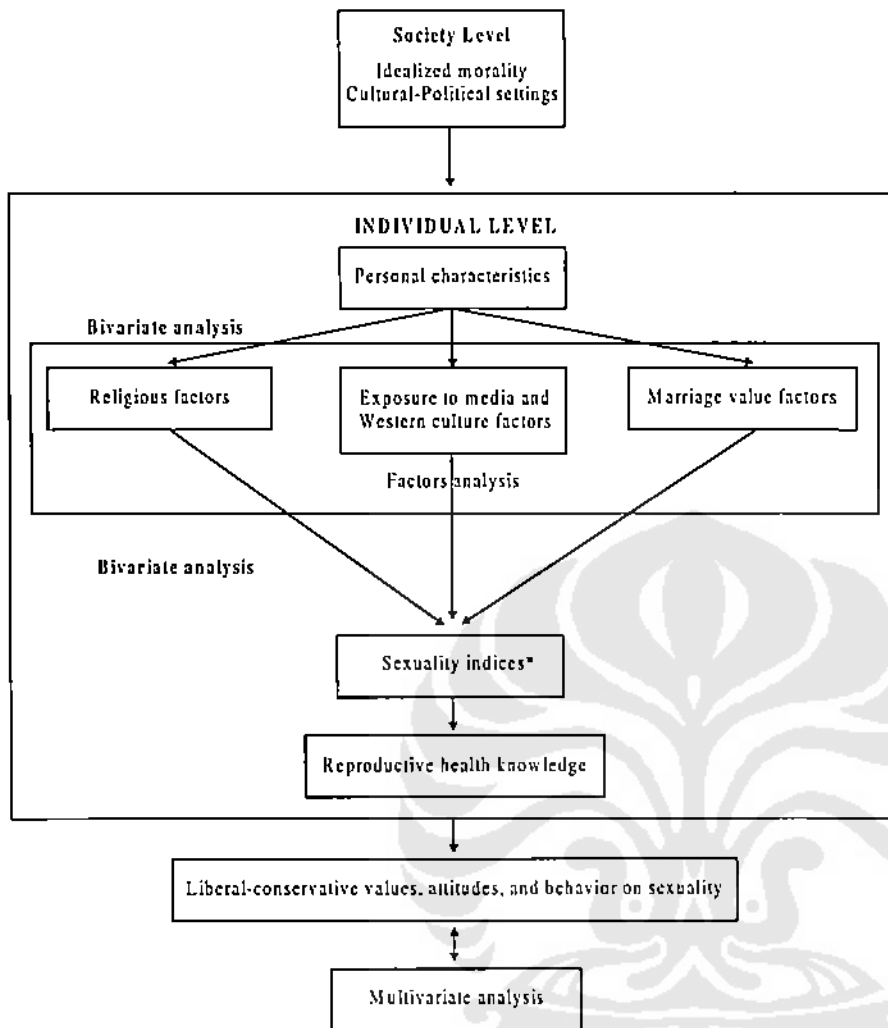 Society Level
Idealized morality
Cultural-Political settings
INDIVIDUAL LEVEL
Personal characteristics
Bivariate analysis
Religious factors
Exposure to media and
Western culture factors
Marriage value factors
Factors analysis
Bivariate analysis
Sexuality indices*
Reproductive health knowledge
Liberal-conservative values, attitudes, and behavior on sexuality
Multivariate analysis